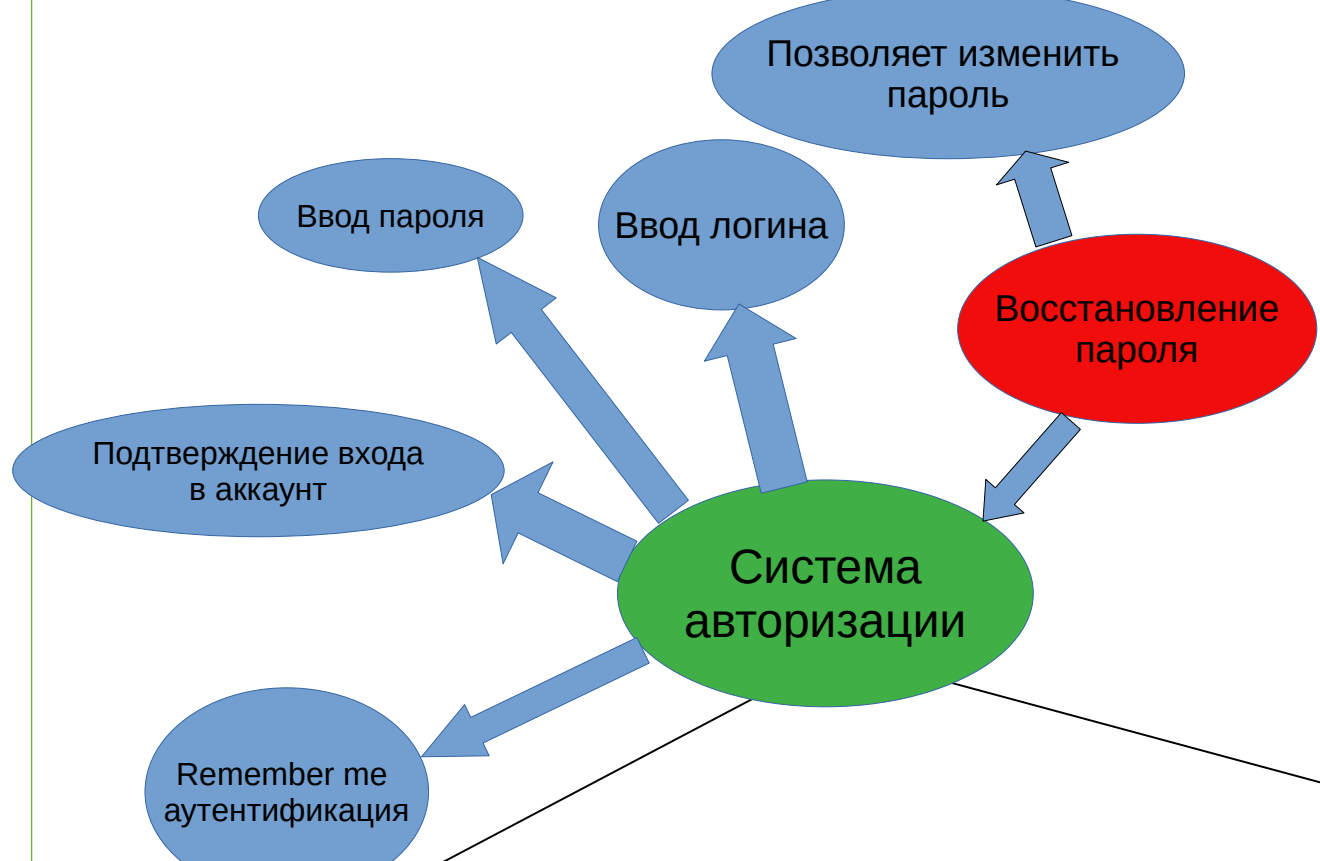 Позволяет изменить
пароль
Ввод пароля
Ввод логина
Восстановление
пароля
Подтверждение входа
в аккаунт
Система
авторизации
Remember me
аутентификация